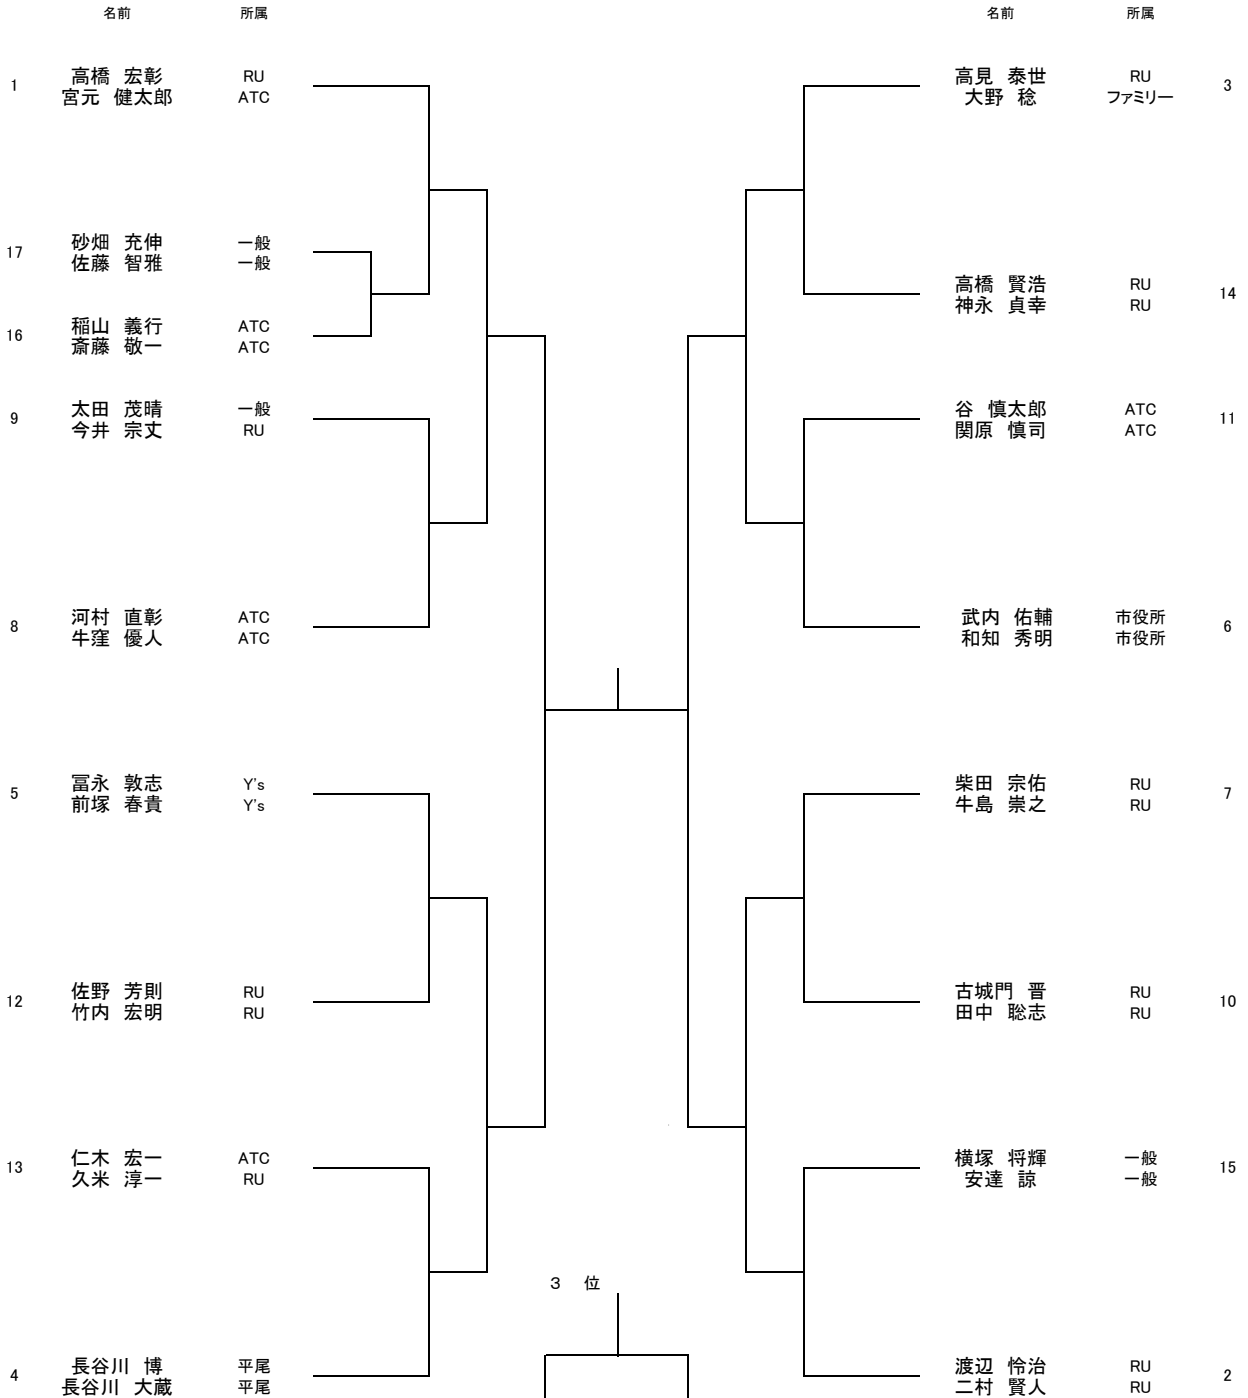 名前 所属 名前 所属
高橋 宏彰 RU 高見 泰世 RU
1 3
宮元 健太郎 ATC 大野 稔 ファミリー
砂畑 充伸 一般
17
佐藤 智雅 一般
高橋 賢浩 RU
14
神永 貞幸 RU
稲山 義行 ATC
16
斎藤 敬一 ATC
太田 茂晴 一般 谷 慎太郎 ATC
9 11
今井 宗丈 RU 関原 慎司 ATC
河村 直彰 ATC 武内 佑輔 市役所
8 6
牛窪 優人 ATC 和知 秀明 市役所
冨永 敦志 Y's 柴田 宗佑 RU
5 7
前塚 春貴 Y's 牛島 崇之 RU
佐野 芳則 RU 古城門 晋 RU
12 10
竹内 宏明 RU 田中 聡志 RU
仁木 宏一 ATC 横塚 将輝 一般
13 15
久米 淳一 RU 安達 諒 一般
3 位
長谷川 博 平尾 渡辺 怜治 RU
4 2
長谷川 大蔵 平尾 二村 賢人 RU